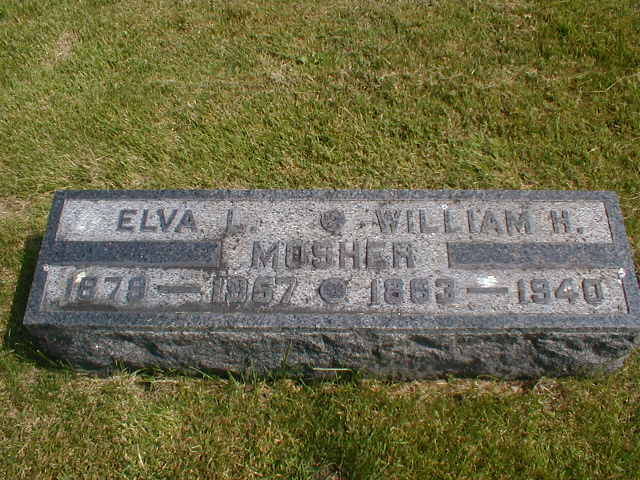 ELVA L. WILLIAM H.
MOSHER
1878 — 1957 1863 — 1940